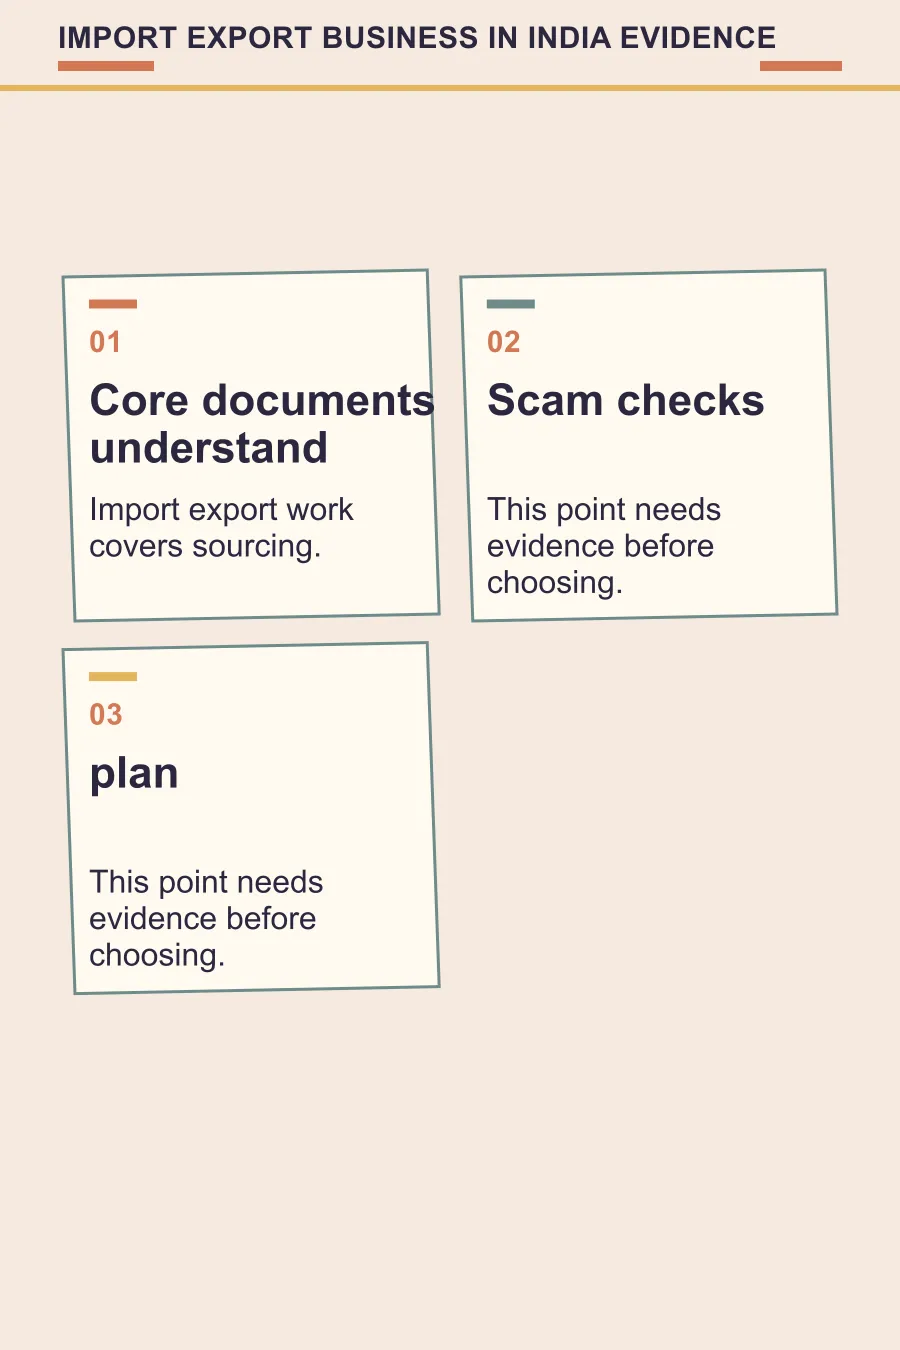 IMPORT EXPORT BUSINESS IN INDIA EVIDENCE
01
Core documents
understand
Import export work
covers sourcing.
02
Scam checks
This point needs
evidence before
choosing.
03
plan
This point needs
evidence before
choosing.